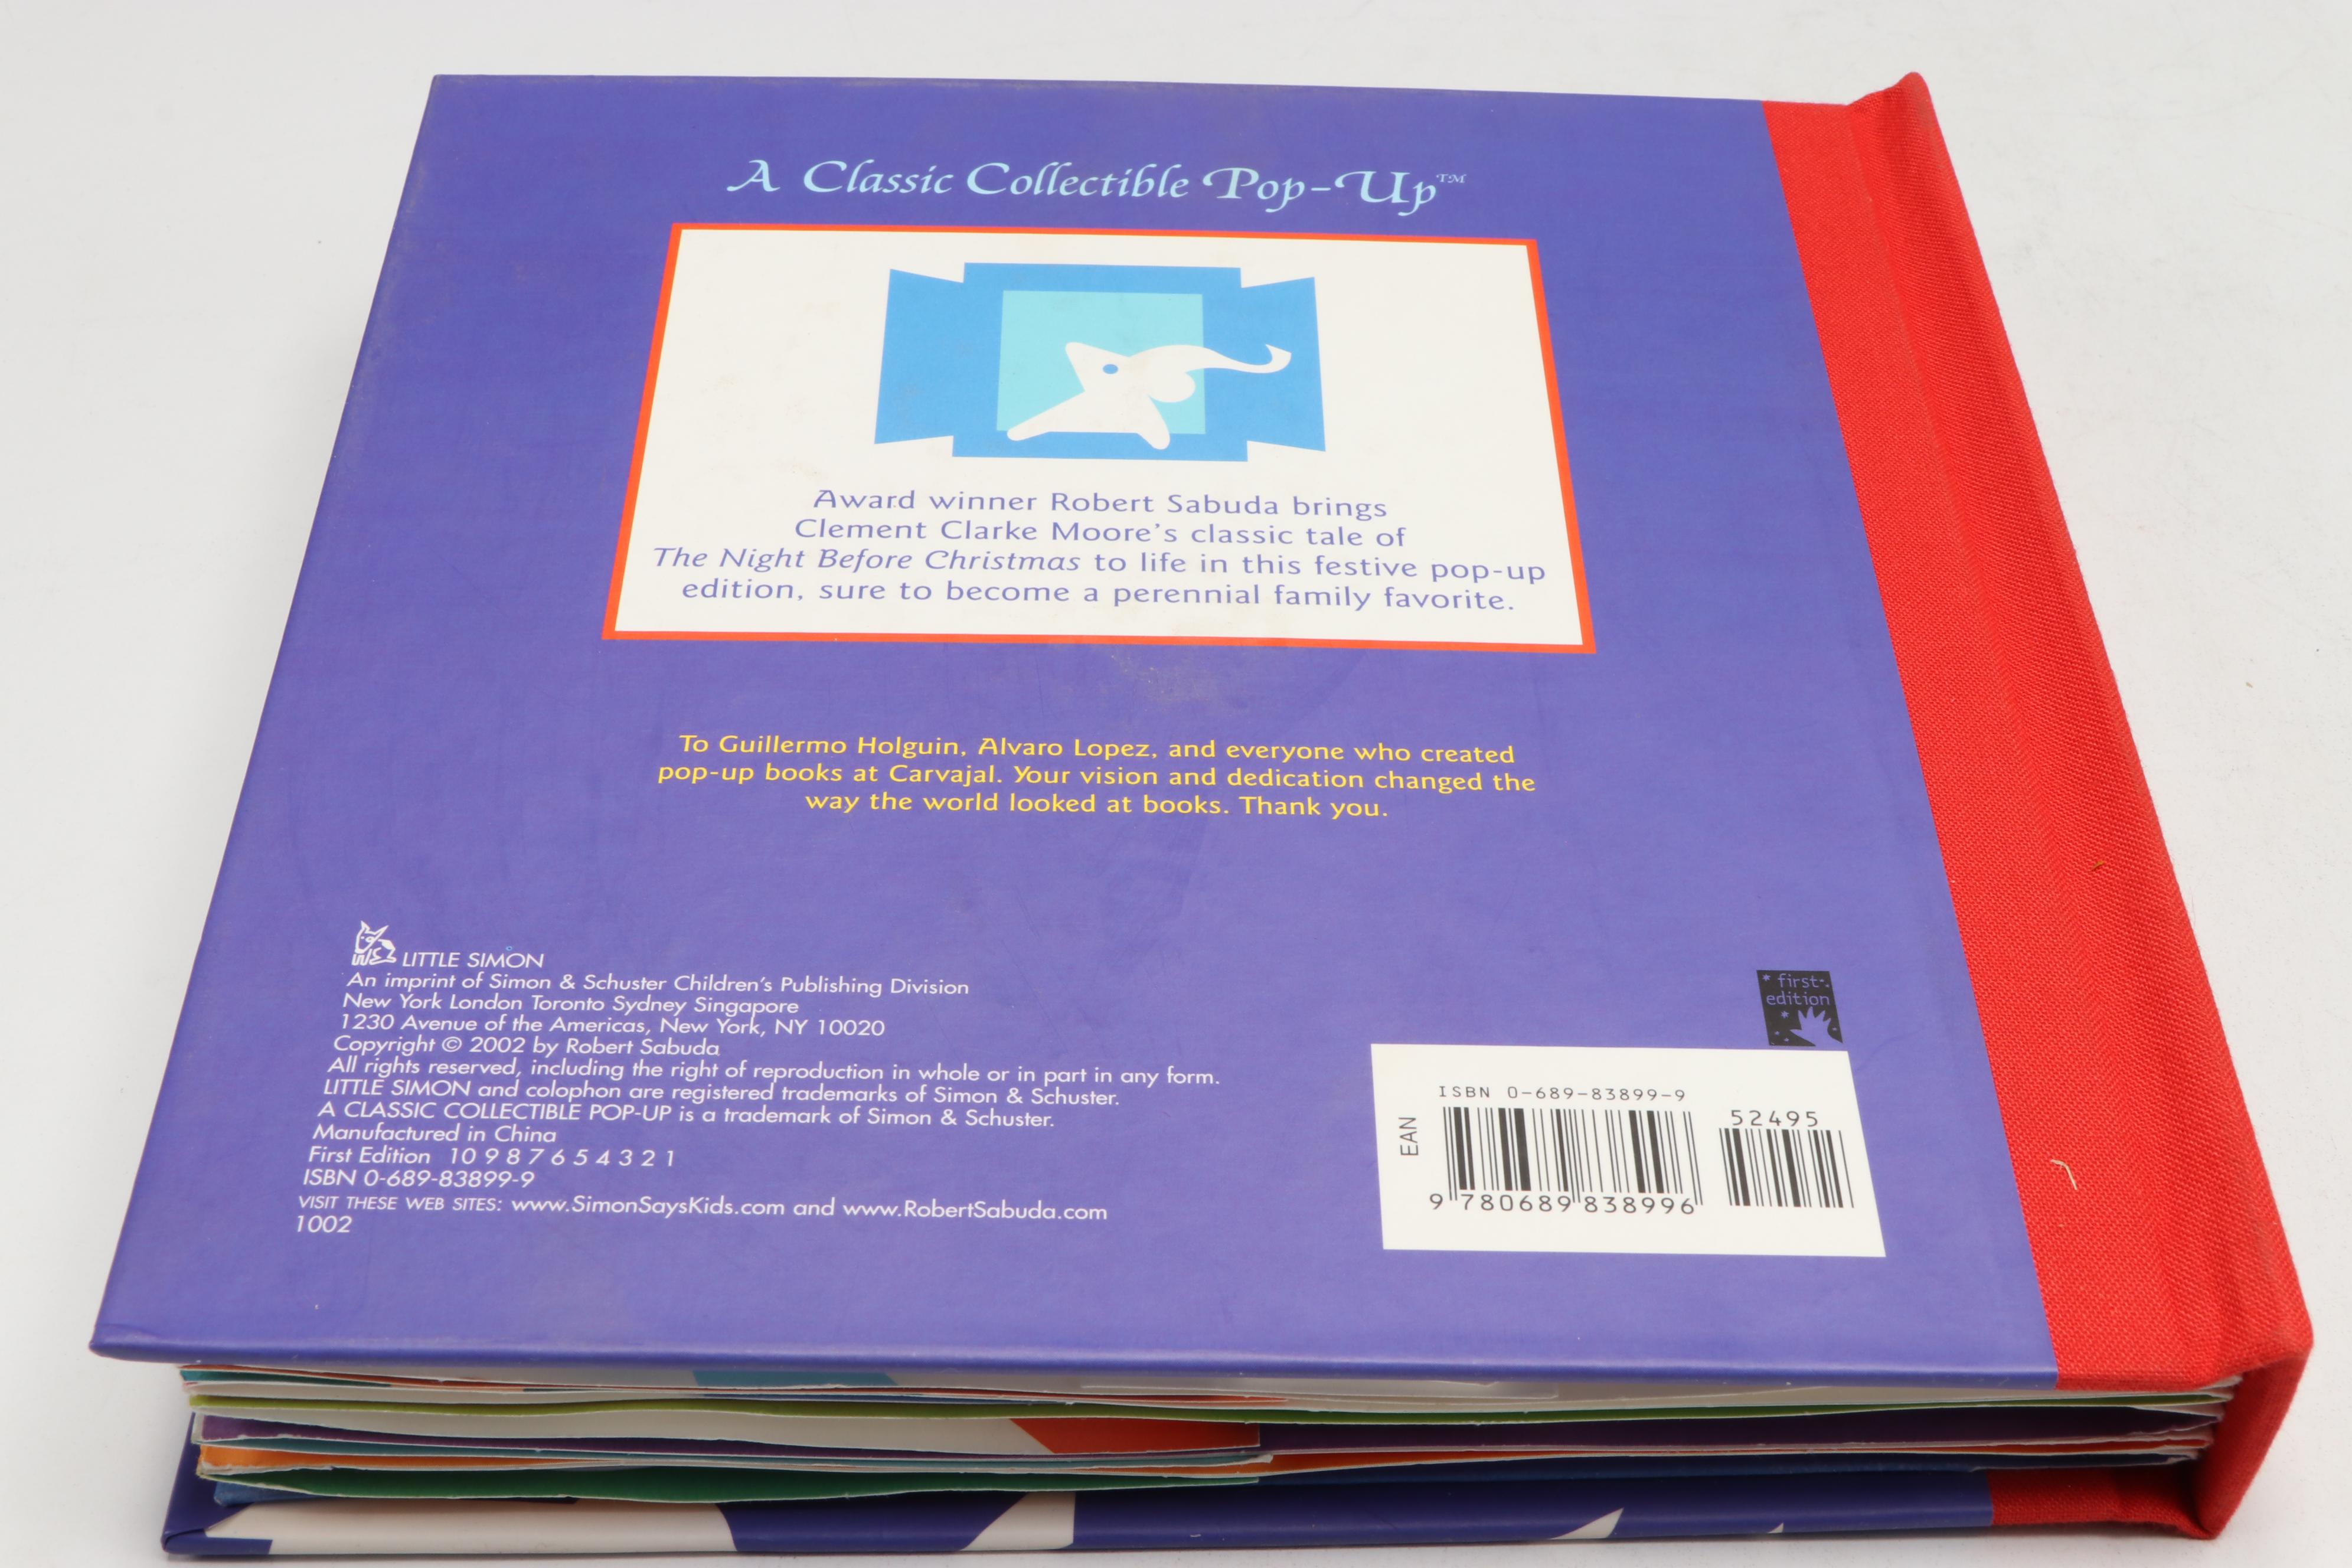 A Classic Collectible Pop-Up™
Award winner Robert Sabuda brings
Clement Clarke Moore's classic tale of
The Night Before Christmas to life in this festive pop-up
edition, sure to become a perennial family favorite.
To Guillermo Holguin, Alvaro Lopez, and everyone who created
pop-up books at Carvajal. Your vision and dedication changed the
way the world looked at books. Thank you.
LITTLE SIMON
An imprint of Simon & Schuster Children's Publishing Division
New York London Toronto Sydney Singapore
1230 Avenue of the Americas, New York, NY 10020
Copyright © 2002 by Robert Sabuda
All rights reserved, including the right of reproduction in whole or in part in any form.
LITTLE SIMON and colophon are registered trademarks of Simon & Schuster.
A CLASSIC COLLECTIBLE POP-UP is a trademark of Simon & Schuster.
Manufactured in China
First Edition 10 9 8 7 6 5 4 3 2 1
ISBN 0-689-83899-9
VISIT THESE WEB SITES: www.SimonSaysKids.com and www.RobertSabuda.com
1002
first
edition
ISBN 0-689-83899-9
52495
EAN
9 780689 838996